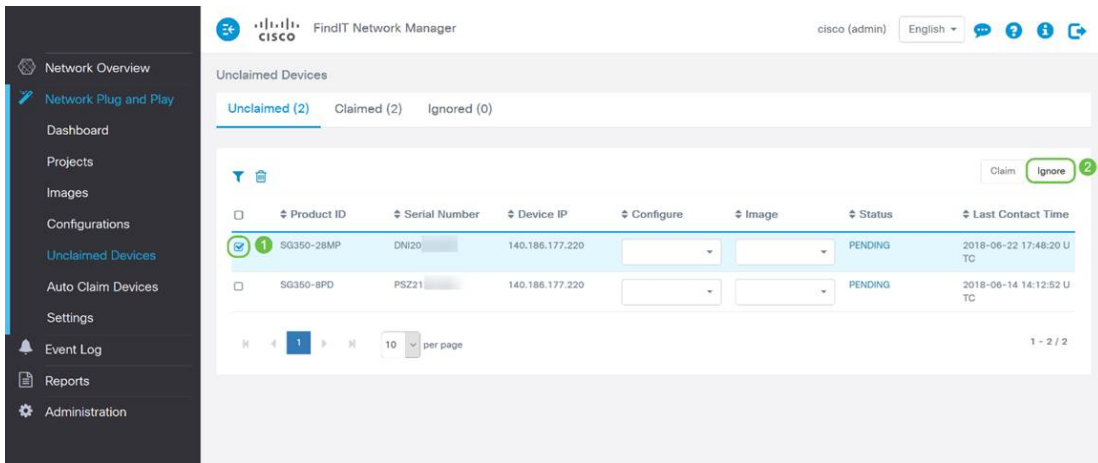 CISCO FindIT Network Manager cisco (admin) English
Network Overview
Network Plug and Play
Dashboard
Projects
Images
Configurations
Unclaimed Devices
Auto Claim Devices
Settings
Event Log
Reports
Administration
Unclaimed Devices
Unclaimed (2) Claimed (2) Ignored (0)
Claim Ignore 2
Product ID Serial Number Device IP Configure Image Status Last Contact Time
1 SG350-28MP DNI20 140.186.177.220 PENDING 2018-06-22 17:48:20 U
TC
SG350-8PD PSZ21 140.186.177.220 PENDING 2018-06-14 14:12:52 U
TC
1 10 per page 1 - 2 / 2